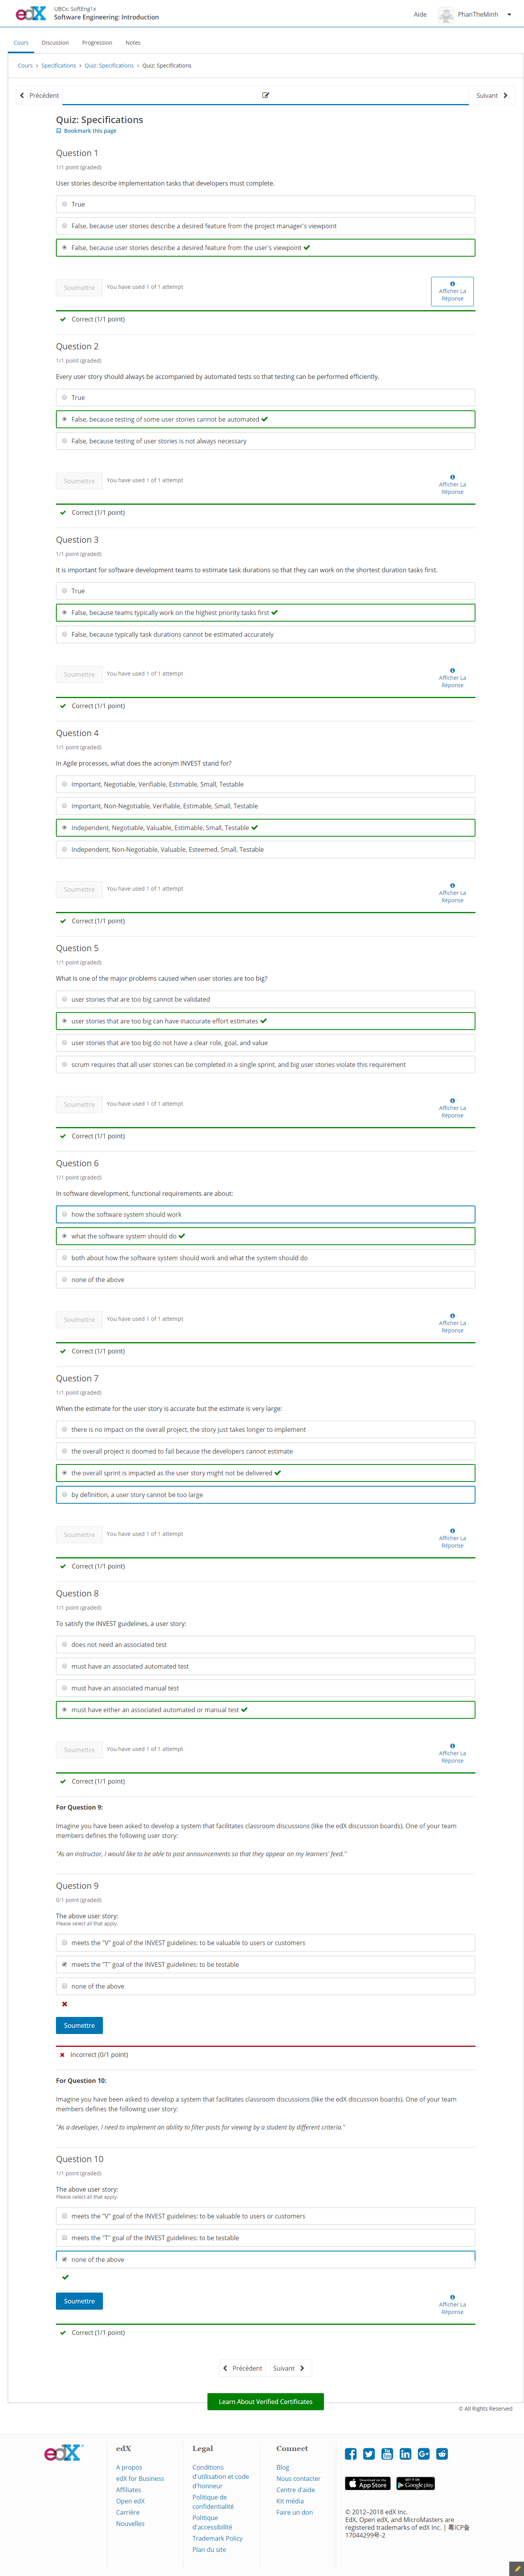 edX
UBCx: SoftEng1x
Software Engineering: Introduction
Aide
PhanTheMinh
Cours
Discussion
Progression
Notes
Cours > Specifications > Quiz: Specifications > Quiz: Specifications
Précédent
Suivant
Quiz: Specifications
Bookmark this page
Question 1
1/1 point (graded)
User stories describe implementation tasks that developers must complete.
True
False, because user stories describe a desired feature from the project manager's viewpoint
False, because user stories describe a desired feature from the user's viewpoint
Soumettre
You have used 1 of 1 attempt
Afficher La
Réponse
Correct (1/1 point)
Question 2
1/1 point (graded)
Every user story should always be accompanied by automated tests so that testing can be performed efficiently.
True
False, because testing of some user stories cannot be automated
False, because testing of user stories is not always necessary
Soumettre
You have used 1 of 1 attempt
Afficher La
Réponse
Correct (1/1 point)
Question 3
1/1 point (graded)
It is important for software development teams to estimate task durations so that they can work on the shortest duration tasks first.
True
False, because teams typically work on the highest priority tasks first
False, because typically task durations cannot be estimated accurately
Soumettre
You have used 1 of 1 attempt
Afficher La
Réponse
Correct (1/1 point)
Question 4
1/1 point (graded)
In Agile processes, what does the acronym INVEST stand for?
Important, Negotiable, Verifiable, Estimable, Small, Testable
Important, Non-Negotiable, Verifiable, Estimable, Small, Testable
Independent, Negotiable, Valuable, Estimable, Small, Testable
Independent, Non-Negotiable, Valuable, Esteemed, Small, Testable
Soumettre
You have used 1 of 1 attempt
Afficher La
Réponse
Correct (1/1 point)
Question 5
1/1 point (graded)
What is one of the major problems caused when user stories are too big?
user stories that are too big cannot be validated
user stories that are too big can have inaccurate effort estimates
user stories that are too big do not have a clear role, goal, and value
scrum requires that all user stories can be completed in a single sprint, and big user stories violate this requirement
Soumettre
You have used 1 of 1 attempt
Afficher La
Réponse
Correct (1/1 point)
Question 6
1/1 point (graded)
In software development, functional requirements are about:
how the software system should work
what the software system should do
both about how the software system should work and what the system should do
none of the above
Soumettre
You have used 1 of 1 attempt
Afficher La
Réponse
Correct (1/1 point)
Question 7
1/1 point (graded)
When the estimate for the user story is accurate but the estimate is very large:
there is no impact on the overall project, the story just takes longer to implement
the overall project is doomed to fail because the developers cannot estimate
the overall sprint is impacted as the user story might not be delivered
by definition, a user story cannot be too large
Soumettre
You have used 1 of 1 attempt
Afficher La
Réponse
Correct (1/1 point)
Question 8
1/1 point (graded)
To satisfy the INVEST guidelines, a user story:
does not need an associated test
must have an associated automated test
must have an associated manual test
must have either an associated automated or manual test
Soumettre
You have used 1 of 1 attempt
Afficher La
Réponse
Correct (1/1 point)
For Question 9:
Imagine you have been asked to develop a system that facilitates classroom discussions (like the edX discussion boards). One of your team
members defines the following user story:
"As an instructor, I would like to be able to post announcements so that they appear on my learners' feed."
Question 9
0/1 point (graded)
The above user story:
Please select all that apply.
meets the "V" goal of the INVEST guidelines: to be valuable to users or customers
meets the "T" goal of the INVEST guidelines: to be testable
none of the above
Soumettre
Incorrect (0/1 point)
For Question 10:
Imagine you have been asked to develop a system that facilitates classroom discussions (like the edX discussion boards). One of your team
members defines the following user story:
"As a developer, I need to implement an ability to filter posts for viewing by a student by different criteria."
Question 10
1/1 point (graded)
The above user story:
Please select all that apply.
meets the "V" goal of the INVEST guidelines: to be valuable to users or customers
meets the "T" goal of the INVEST guidelines: to be testable
none of the above
Soumettre
Afficher La
Réponse
Correct (1/1 point)
Précédent
Suivant
Learn About Verified Certificates
© All Rights Reserved
edX
edX
A propos
edX for Business
Affiliates
Open edX
Carrière
Nouvelles
Legal
Conditions
d'utilisation et code
d'honneur
Politique de
confidentialité
Politique
d'accessibilité
Trademark Policy
Plan du site
Connect
Blog
Nous contacter
Centre d'aide
Kit média
Faire un don
Download on the
App Store
GET IT ON
Google play
© 2012–2018 edX Inc.
EdX, Open edX, and MicroMasters are
registered trademarks of edX Inc. | 粤ICP备
17044299号-2